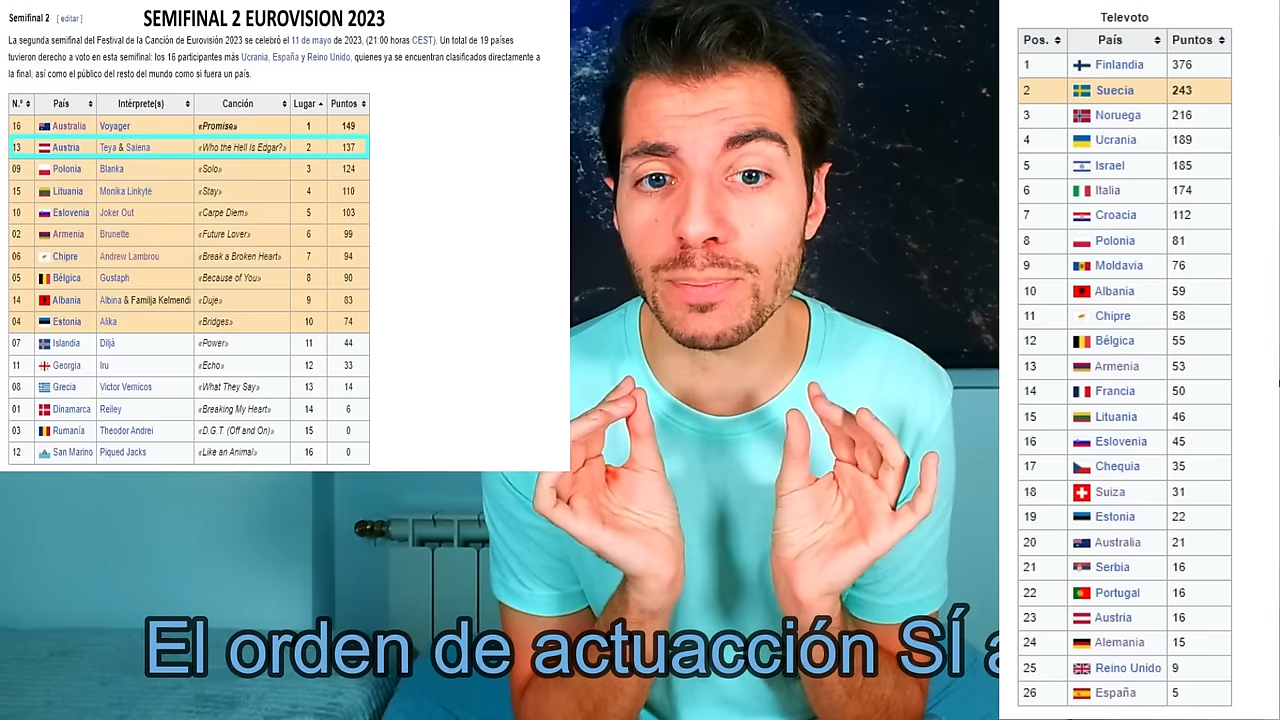 Semifinal 2 [ editar ]
SEMIFINAL 2 EUROVISION 2023
La segunda semifinal del Festival de la Canción de Eurovisión 2023 se celebró el 11 de mayo de 2023, (21:00 horas CEST). Un total de 19 países
tuvieron derecho a voto en esta semifinal: los 16 participantes más Ucrania, España y Reino Unido, quienes ya se encuentran clasificados directamente a
la final, así como el público del resto del mundo como si fuera un país.
N.º País Intérprete(s) Canción Lugar Puntos
16 Australia Voyager «Promise» 1 149
13 Austria Teya & Salena «Who the Hell Is Edgar?» 2 137
09 Polonia Blanka «Solo» 3 124
15 Lituania Monika Linkytė «Stay» 4 110
10 Eslovenia Joker Out «Carpe Diem» 5 103
02 Armenia Brunette «Future Lover» 6 99
06 Chipre Andrew Lambrou «Break a Broken Heart» 7 94
05 Bélgica Gustaph «Because of You» 8 90
14 Albania Albina & Familja Kelmendi «Duje» 9 83
04 Estonia Alika «Bridges» 10 74
07 Islandia Diljá «Power» 11 44
11 Georgia Iru «Echo» 12 33
08 Grecia Victor Vernicos «What They Say» 13 14
01 Dinamarca Reiley «Breaking My Heart» 14 6
03 Rumanía Theodor Andrei «D.G.T. (Off and On)» 15 0
12 San Marino Piqued Jacks «Like an Animal» 16 0
Televoto
Pos. País Puntos
1 Finlandia 376
2 Suecia 243
3 Noruega 216
4 Ucrania 189
5 Israel 185
6 Italia 174
7 Croacia 112
8 Polonia 81
9 Moldavia 76
10 Albania 59
11 Chipre 58
12 Bélgica 55
13 Armenia 53
14 Francia 50
15 Lituania 46
16 Eslovenia 45
17 Chequia 35
18 Suiza 31
19 Estonia 22
20 Australia 21
21 Serbia 16
22 Portugal 16
23 Austria 16
24 Alemania 15
25 Reino Unido 9
26 España 5
El orden de actuacción SÍ a